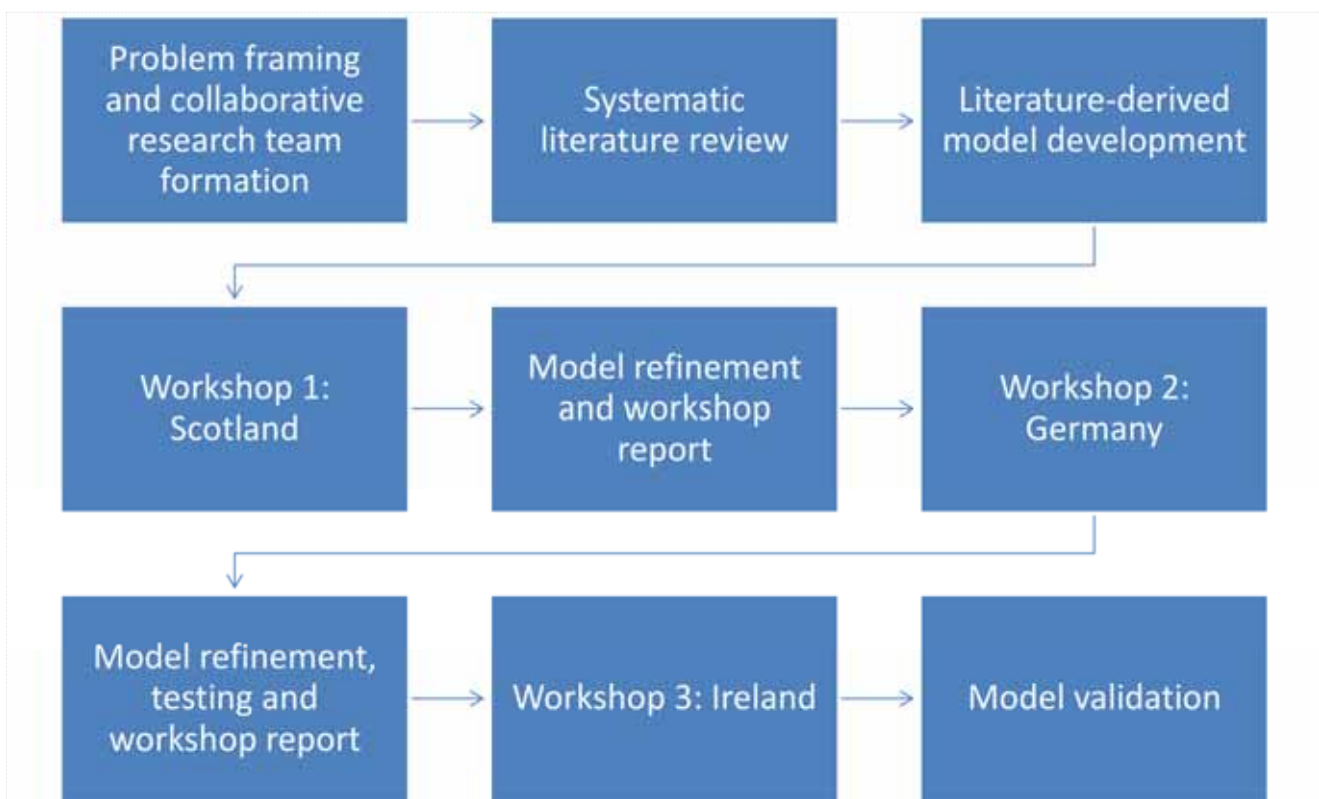 Problem framing
and collaborative
research team
formation
Systematic
literature review
Literature-derived
model development
Workshop 1:
Scotland
Model refinement
and workshop
report
Workshop 2:
Germany
Model refinement,
testing and
workshop report
Workshop 3: Ireland
Model validation